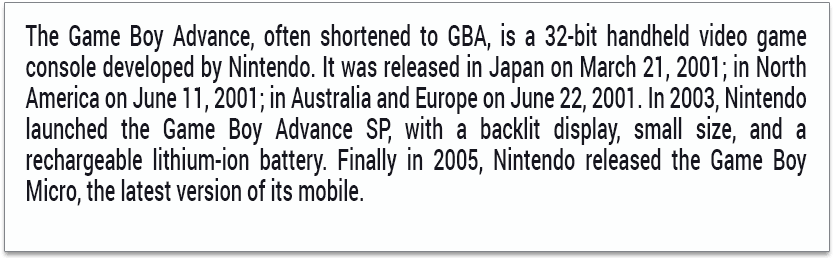 The Game Boy Advance, often shortened to GBA, is a 32-bit handheld video game
console developed by Nintendo. It was released in Japan on March 21, 2001; in North
America on June 11, 2001; in Australia and Europe on June 22, 2001. In 2003, Nintendo
launched the Game Boy Advance SP, with a backlit display, small size, and a
rechargeable lithium-ion battery. Finally in 2005, Nintendo released the Game Boy
Micro, the latest version of its mobile.